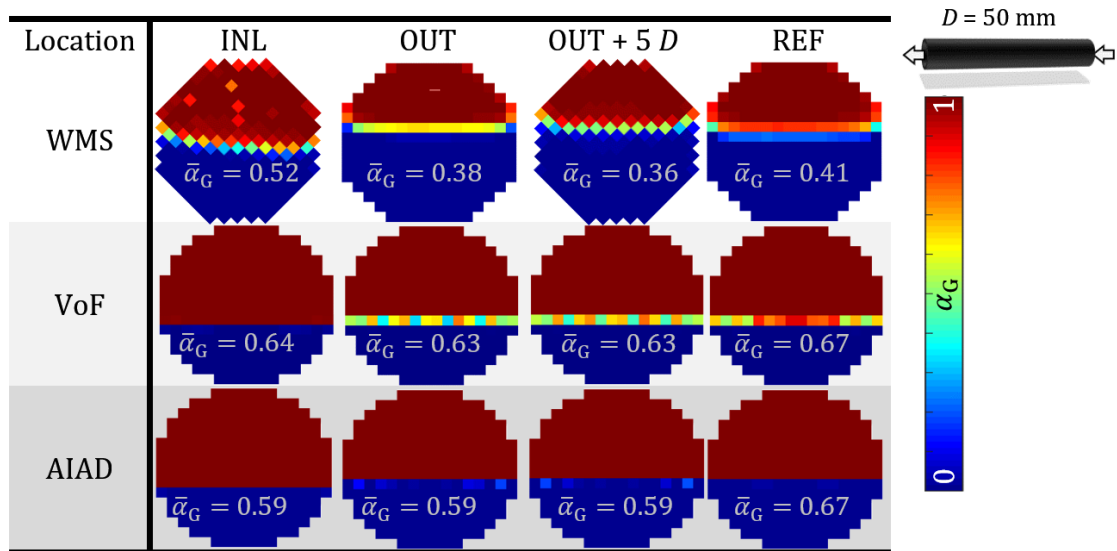 Location INL OUT OUT + 5 D REF
D = 50 mm
WMS
ᾱG = 0.52 ᾱG = 0.38 ᾱG = 0.36 ᾱG = 0.41
VoF
ᾱG = 0.64 ᾱG = 0.63 ᾱG = 0.63 ᾱG = 0.67
AIAD
ᾱG = 0.59 ᾱG = 0.59 ᾱG = 0.59 ᾱG = 0.67
1
αG
0